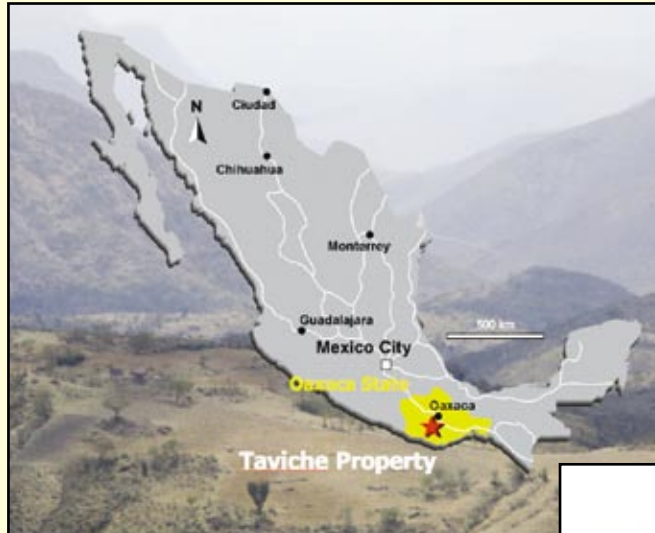 Ciudad
N
Chihuahua
Monterrey
Guadalajara
500 km
Mexico City
Oaxaca State
Oaxaca
Taviche Property